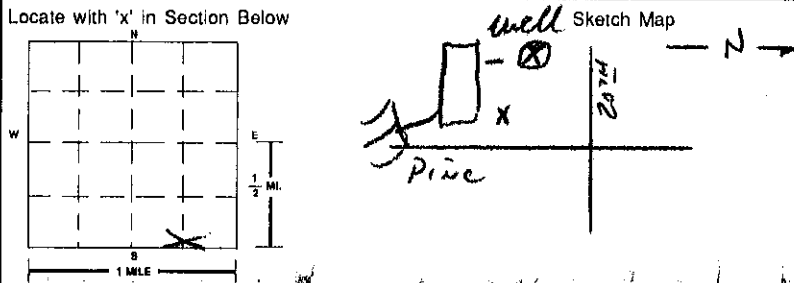 Locate with 'x' in Section Below
N
W
E
1/2 MI.
S
1 MILE
Sketch Map
well
X
X
20TH
N
Pine